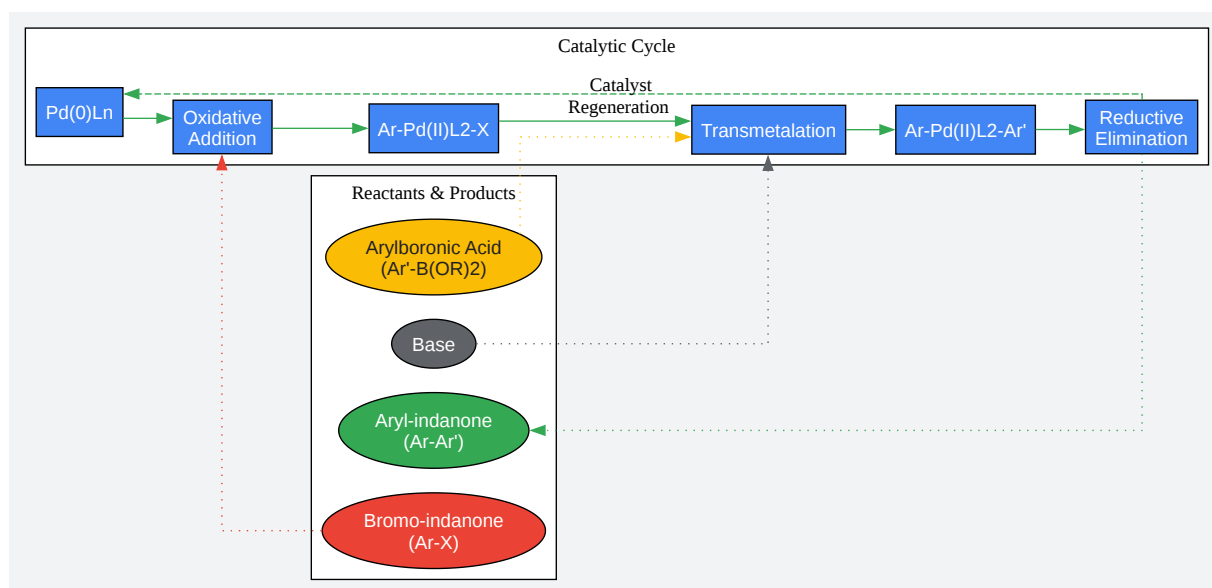 Catalytic Cycle
Catalyst
Regeneration
Pd(0)Ln
Oxidative
Addition
Ar-Pd(II)L2-X
Transmetalation
Ar-Pd(II)L2-Ar'
Reductive
Elimination
Reactants & Products
Arylboronic Acid
(Ar'-B(OR)2)
Base
Aryl-indanone
(Ar-Ar')
Bromo-indanone
(Ar-X)